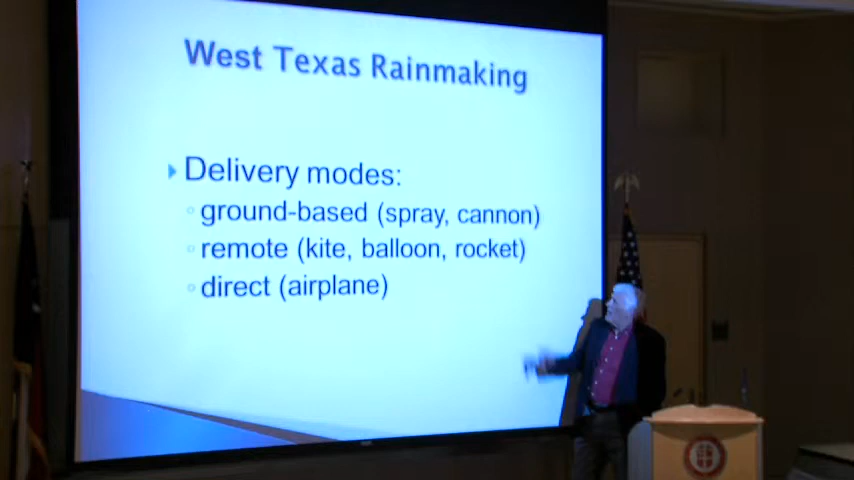 West Texas Rainmaking
Delivery modes:
ground-based (spray, cannon)
remote (kite, balloon, rocket)
direct (airplane)